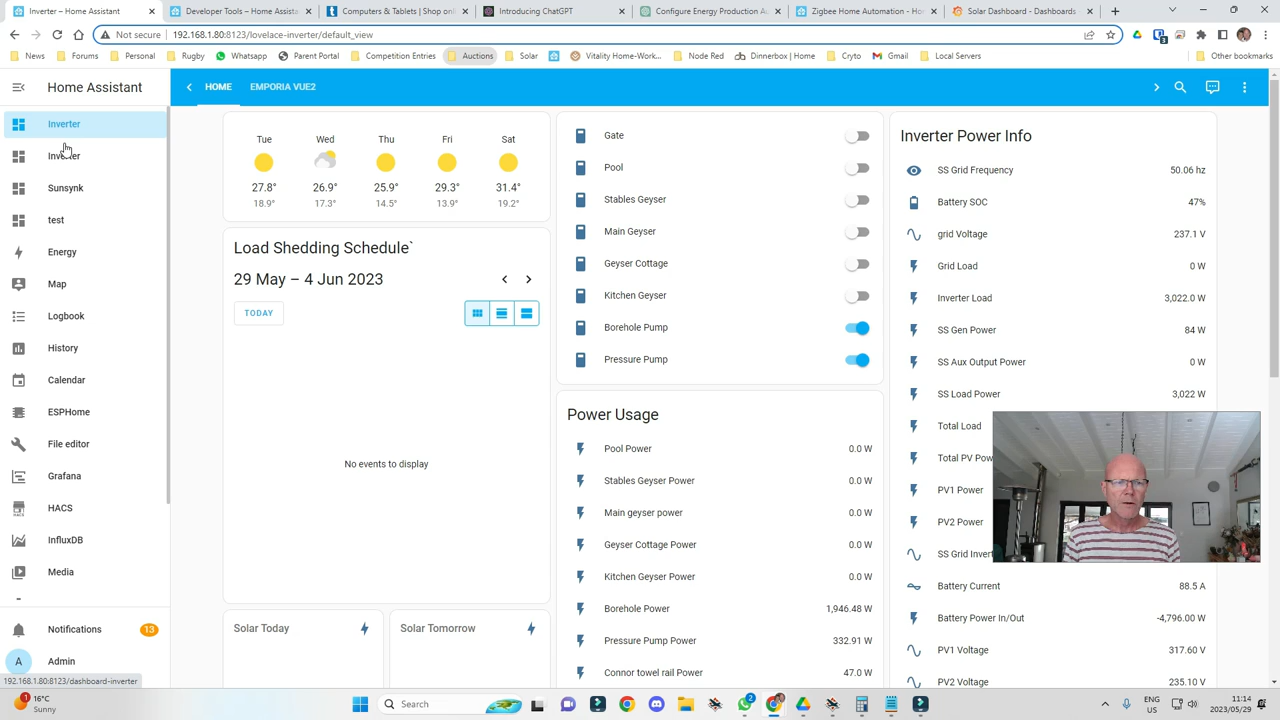 Inverter - Home Assistant
Developer Tools – Home Assista
Computers & Tablets | Shop onl
Introducing ChatGPT
Configure Energy Production Au
Zigbee Home Automation - Ho
Solar Dashboard - Dashboards
Not secure | 192.168.1.80:8123/lovelace-inverter/default_view
News Forums Personal Rugby Whatsapp Parent Portal Competition Entries Auctions Solar Vitality Home-Work... Node Red Dinnerbox | Home Cryto Gmail Local Servers Other bookmarks
Home Assistant
HOME EMPORIA VUE2
Inverter
Inverter
Sunsynk
test
Energy
Map
Logbook
History
Calendar
ESPHome
File editor
Grafana
HACS
InfluxDB
Media
Notifications 13
A Admin
192.168.1.80:8123/dashboard-inverter
Tue Wed Thu Fri Sat
27.8° 26.9° 25.9° 29.3° 31.4°
18.9° 17.3° 14.5° 13.9° 19.2°
Load Shedding Schedule`
29 May – 4 Jun 2023
TODAY
No events to display
Solar Today
Solar Tomorrow
Gate
Pool
Stables Geyser
Main Geyser
Geyser Cottage
Kitchen Geyser
Borehole Pump
Pressure Pump
Power Usage
Pool Power 0.0 W
Stables Geyser Power 0.0 W
Main geyser power 0.0 W
Geyser Cottage Power 0.0 W
Kitchen Geyser Power 0.0 W
Borehole Power 1,946.48 W
Pressure Pump Power 332.91 W
Connor towel rail Power 47.0 W
Inverter Power Info
SS Grid Frequency 50.06 hz
Battery SOC 47%
grid Voltage 237.1 V
Grid Load 0 W
Inverter Load 3,022.0 W
SS Gen Power 84 W
SS Aux Output Power 0 W
SS Load Power 3,022 W
Total Load
Total PV Pow
PV1 Power
PV2 Power
SS Grid Invert
Battery Current 88.5 A
Battery Power In/Out -4,796.00 W
PV1 Voltage 317.60 V
PV2 Voltage 235.10 V
1 16°C
Sunny
Search
2
ENG
US
11:14
2023/05/29